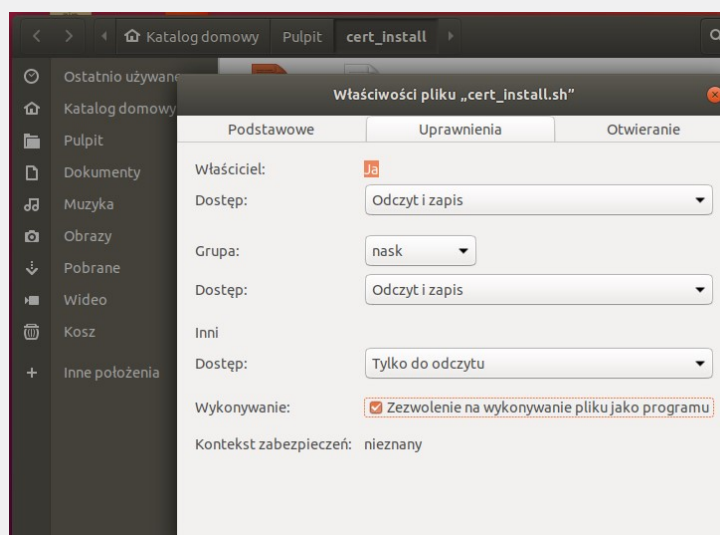 Katalog domowy Pulpit cert_install
Ostatnio używane
Katalog domowy
Pulpit
Dokumenty
Muzyka
Obrazy
Pobrane
Wideo
Kosz
Inne położenia
Właściwości pliku „cert_install.sh”
Podstawowe Uprawnienia Otwieranie
Właściciel: Ja
Dostęp: Odczyt i zapis
Grupa: nask
Dostęp: Odczyt i zapis
Inni
Dostęp: Tylko do odczytu
Wykonywanie: Zezwolenie na wykonywanie pliku jako programu
Kontekst zabezpieczeń: nieznany